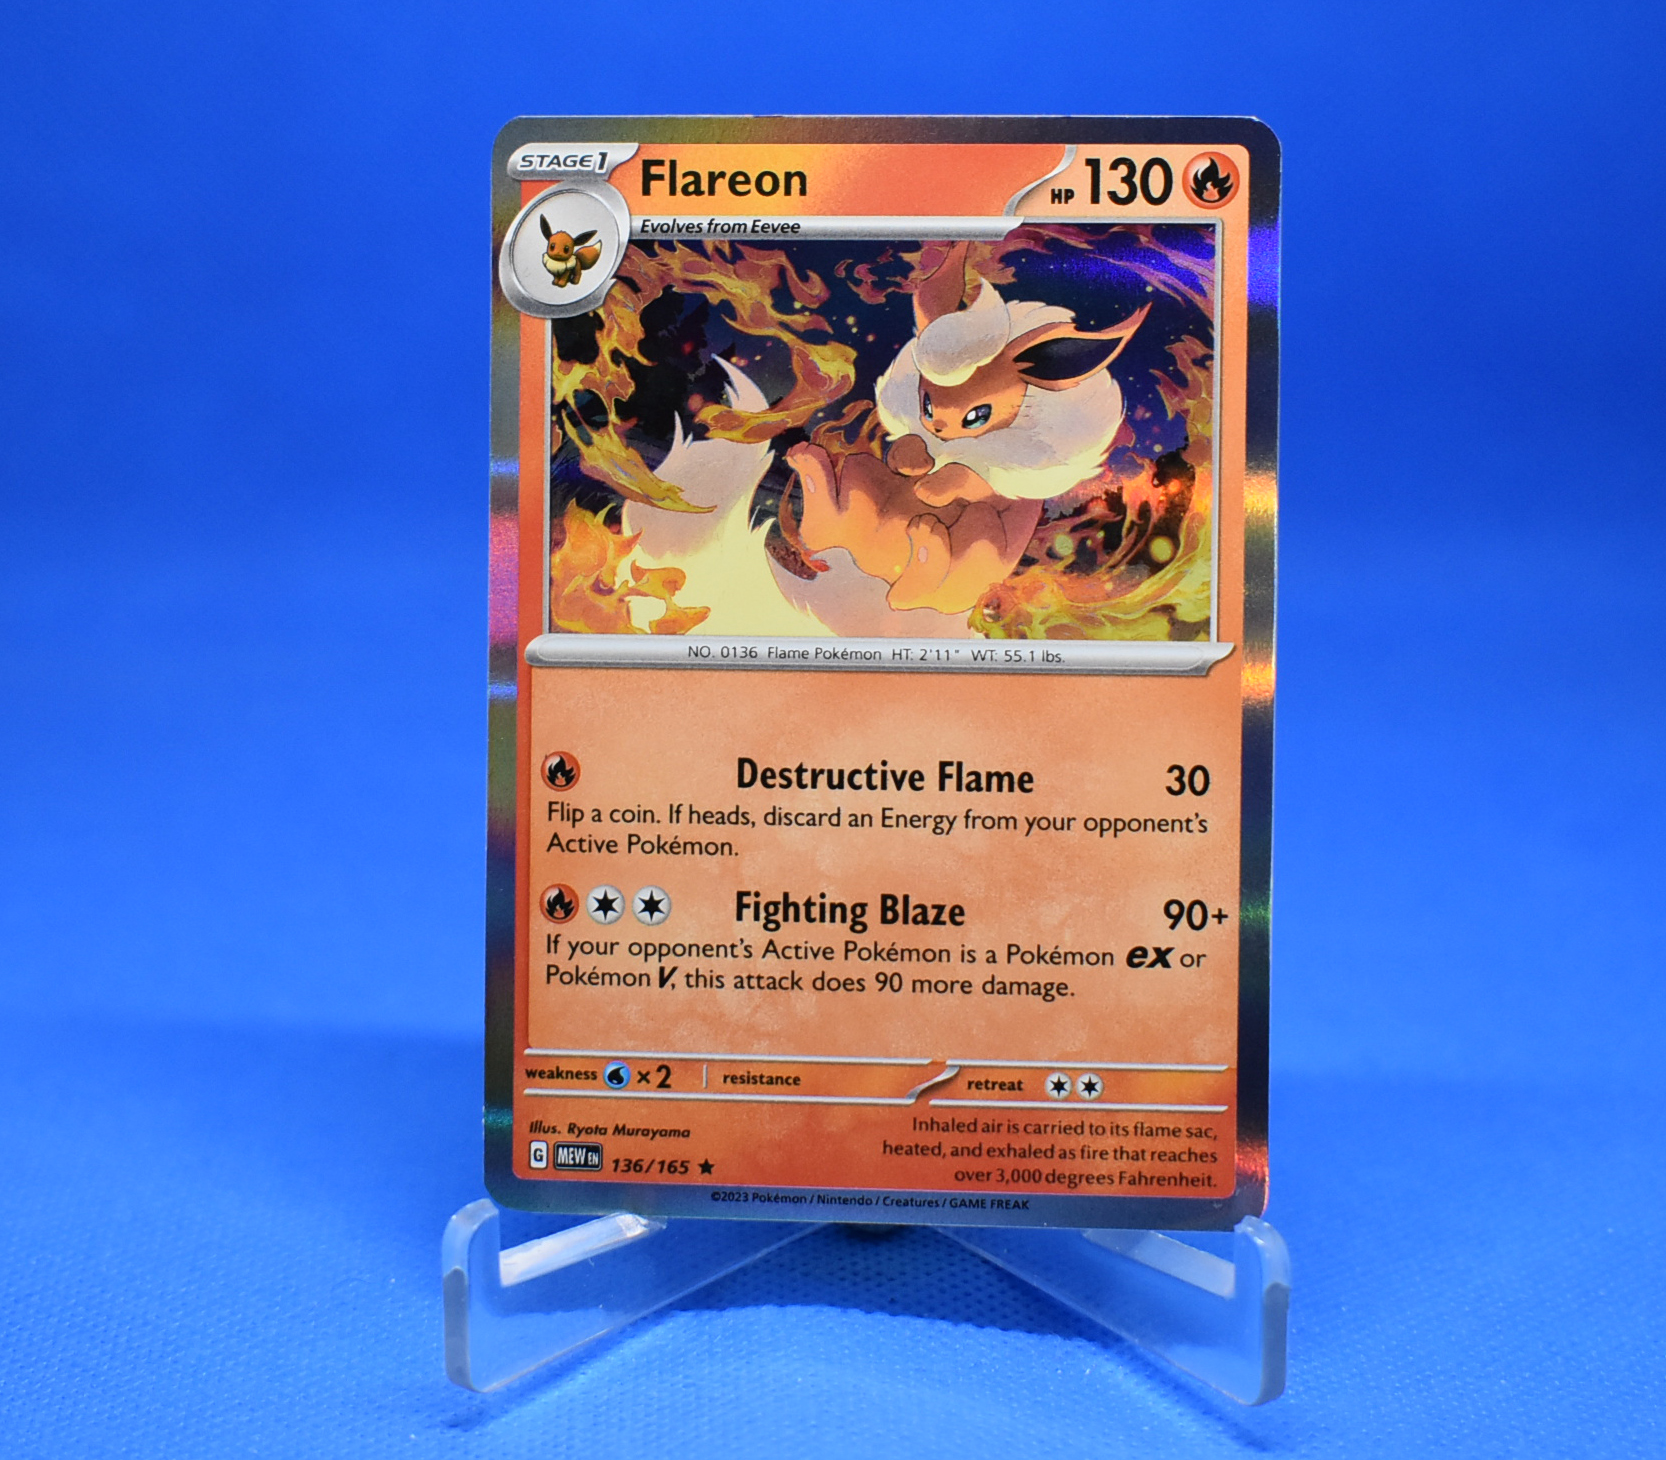 STAGE 1
Flareon
HP 130
Evolves from Eevee
NO. 0136 Flame Pokémon HT: 2'11" WT: 55.1 lbs.
Destructive Flame 30
Flip a coin. If heads, discard an Energy from your opponent's
Active Pokémon.
Fighting Blaze 90+
If your opponent's Active Pokémon is a Pokémon ex or
Pokémon V, this attack does 90 more damage.
weakness ×2 resistance
retreat
Illus. Ryota Murayama
G MEW EN 136/165
Inhaled air is carried to its flame sac,
heated, and exhaled as fire that reaches
over 3,000 degrees Fahrenheit.
©2023 Pokémon / Nintendo / Creatures / GAME FREAK